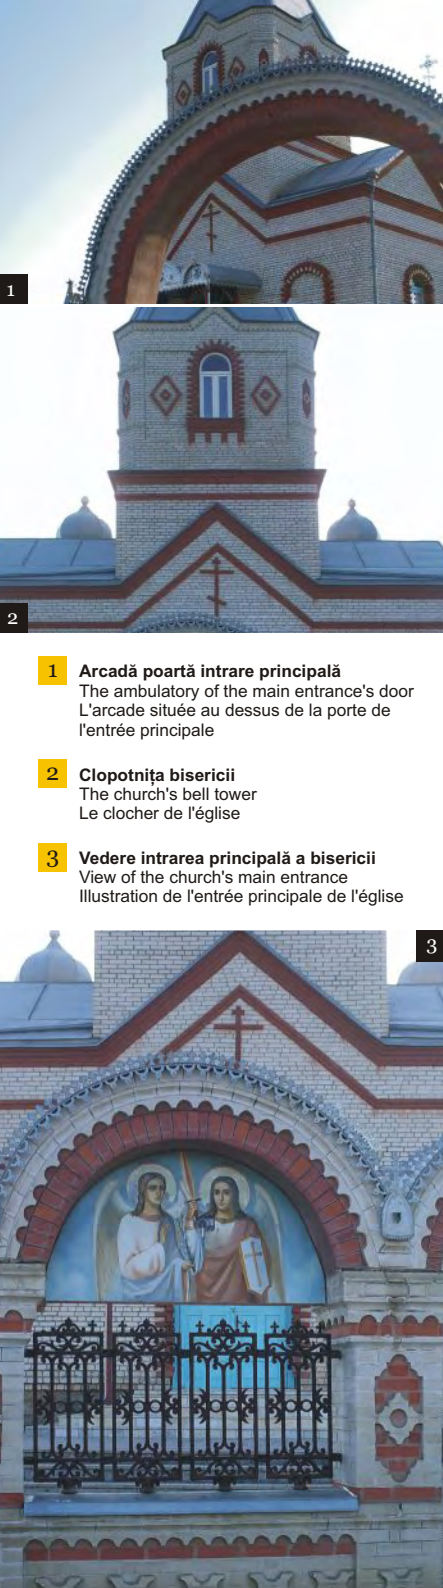 1
2
1 Arcadă poartă intrare principală
The ambulatory of the main entrance's door
L'arcade située au dessus de la porte de
l'entrée principale
2 Clopotnița bisericii
The church's bell tower
Le clocher de l'église
3 Vedere intrarea principală a bisericii
View of the church's main entrance
Illustration de l'entrée principale de l'église
3